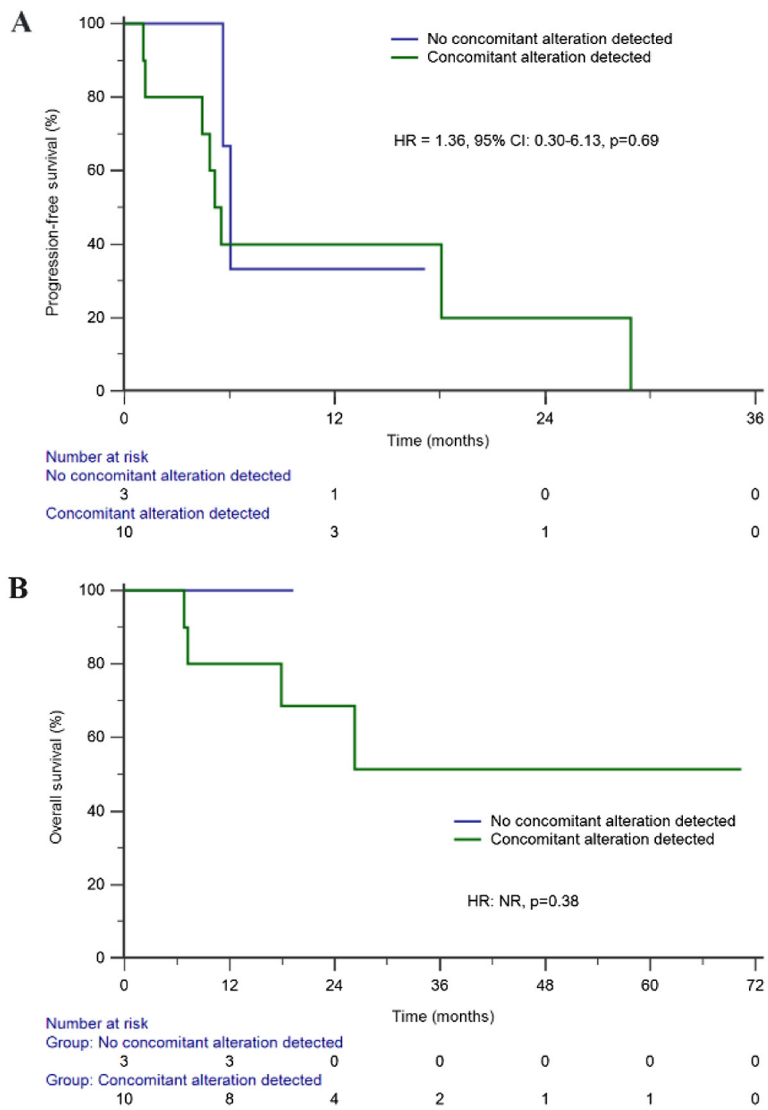 A
100
80
60
40
20
0
Progression-free survival (%)
No concomitant alteration detected
Concomitant alteration detected
HR = 1.36, 95% CI: 0.30-6.13, p=0.69
0 12 24 36
Time (months)
Number at risk
No concomitant alteration detected
3 1 0 0
Concomitant alteration detected
10 3 1 0
B
100
80
60
40
20
0
Overall survival (%)
No concomitant alteration detected
Concomitant alteration detected
HR: NR, p=0.38
0 12 24 36 48 60 72
Time (months)
Number at risk
Group: No concomitant alteration detected
3 3 0 0 0 0 0
Group: Concomitant alteration detected
10 8 4 2 1 1 0